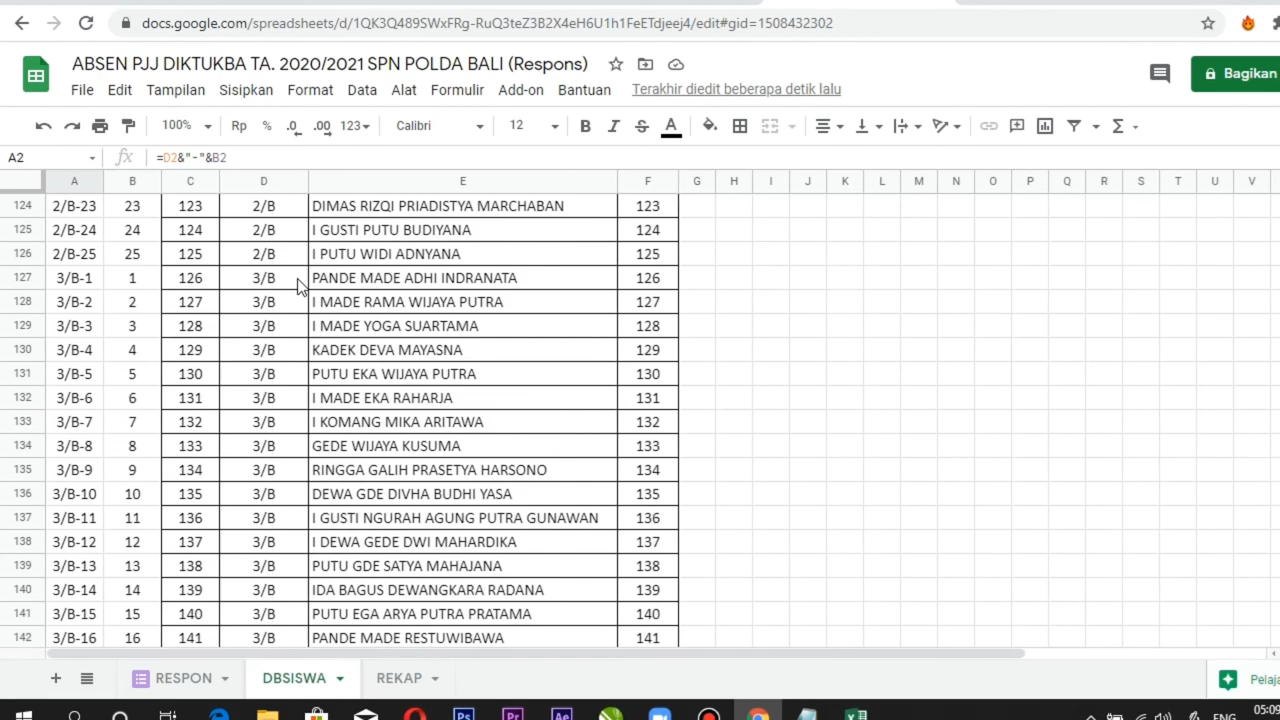 docs.google.com/spreadsheets/d/1QK3Q489SWxFRg-RuQ3teZ3B2X4eH6U1h1FeETdjeej4/edit#gid=1508432302
ABSEN PJJ DIKTUKBA TA. 2020/2021 SPN POLDA BALI (Respons)
File Edit Tampilan Sisipkan Format Data Alat Formulir Add-on Bantuan Terakhir diedit beberapa detik lalu
Bagikan
100% Rp % .0 .00 123 Calibri 12 B I S A Σ
A2 fx =D2&"-"&B2
A B C D E F G H I J K L M N O P Q R S T U V
124 2/B-23 23 123 2/B DIMAS RIZQI PRIADISTYA MARCHABAN 123
125 2/B-24 24 124 2/B I GUSTI PUTU BUDIYANA 124
126 2/B-25 25 125 2/B I PUTU WIDI ADNYANA 125
127 3/B-1 1 126 3/B PANDE MADE ADHI INDRANATA 126
128 3/B-2 2 127 3/B I MADE RAMA WIJAYA PUTRA 127
129 3/B-3 3 128 3/B I MADE YOGA SUARTAMA 128
130 3/B-4 4 129 3/B KADEK DEVA MAYASNA 129
131 3/B-5 5 130 3/B PUTU EKA WIJAYA PUTRA 130
132 3/B-6 6 131 3/B I MADE EKA RAHARJA 131
133 3/B-7 7 132 3/B I KOMANG MIKA ARITAWA 132
134 3/B-8 8 133 3/B GEDE WIJAYA KUSUMA 133
135 3/B-9 9 134 3/B RINGGA GALIH PRASETYA HARSONO 134
136 3/B-10 10 135 3/B DEWA GDE DIVHA BUDHI YASA 135
137 3/B-11 11 136 3/B I GUSTI NGURAH AGUNG PUTRA GUNAWAN 136
138 3/B-12 12 137 3/B I DEWA GEDE DWI MAHARDIKA 137
139 3/B-13 13 138 3/B PUTU GDE SATYA MAHAJANA 138
140 3/B-14 14 139 3/B IDA BAGUS DEWANGKARA RADANA 139
141 3/B-15 15 140 3/B PUTU EGA ARYA PUTRA PRATAMA 140
142 3/B-16 16 141 3/B PANDE MADE RESTUWIBAWA 141
RESPON DBSISWA REKAP Pelaja
Ps Pr Ae ENG 05:09